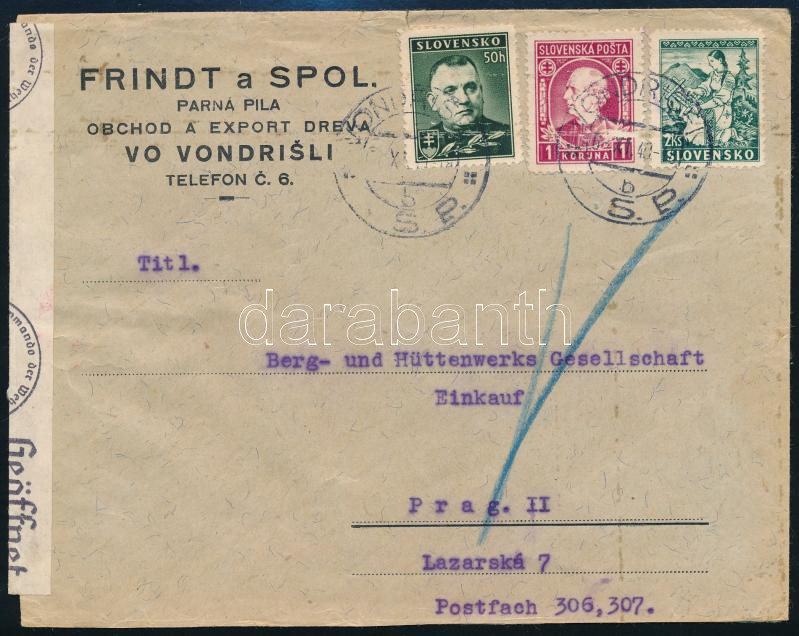 FRINDT a SPOL.
PARNÁ PILA
OBCHOD A EXPORT DREVA
VO VONDRIŠLI
TELEFON Č. 6.
SLOVENSKO
50h
SLOVENSKÁ POŠTA
1 KORUNA 1
2Ks
SLOVENSKO
b
S. P.
b
S. P.
Titl.
darabanth
Berg- und Hüttenwerks Gesellschaft
Einkauf
Prag. II
Lazarská 7
Postfach 306,307.
Geöffnet